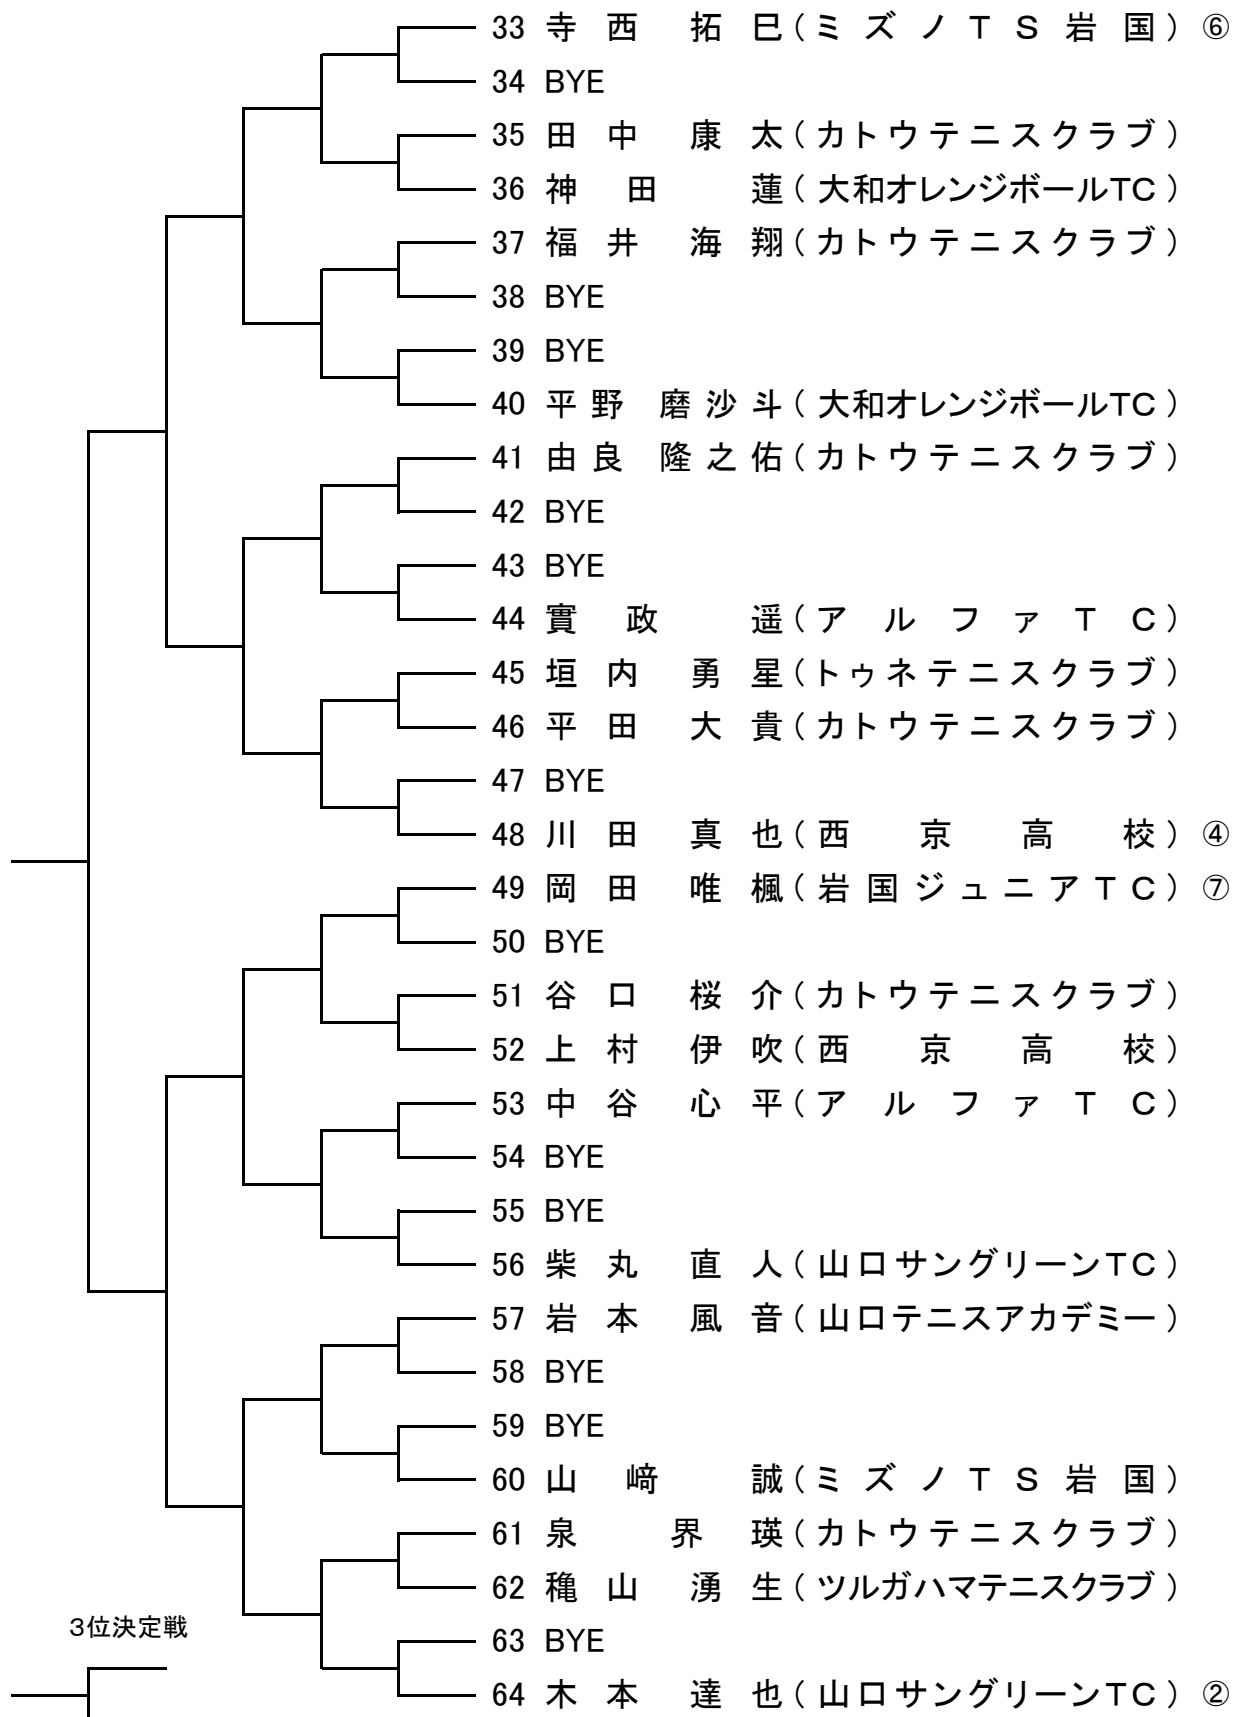 33 寺西 拓巳(ミズノTS岩国) ⑥
34 BYE
35 田中 康太(カトウテニスクラブ)
36 神田 蓮(大和オレンジボールTC)
37 福井 海翔(カトウテニスクラブ)
38 BYE
39 BYE
40 平野 磨沙斗(大和オレンジボールTC)
41 由良 隆之佑(カトウテニスクラブ)
42 BYE
43 BYE
44 實政 遥(アルファTC)
45 垣内 勇星(トゥネテニスクラブ)
46 平田 大貴(カトウテニスクラブ)
47 BYE
48 川田 真也(西京高校) ④
49 岡田 唯楓(岩国ジュニアTC) ⑦
50 BYE
51 谷口 桜介(カトウテニスクラブ)
52 上村 伊吹(西京高校)
53 中谷 心平(アルファTC)
54 BYE
55 BYE
56 柴丸 直人(山口サングリーンTC)
57 岩本 風音(山口テニスアカデミー)
58 BYE
59 BYE
60 山﨑 誠(ミズノTS岩国)
61 泉 界瑛(カトウテニスクラブ)
62 穐山 湧生(ツルガハマテニスクラブ)
3位決定戦
63 BYE
64 木本 達也(山口サングリーンTC) ②